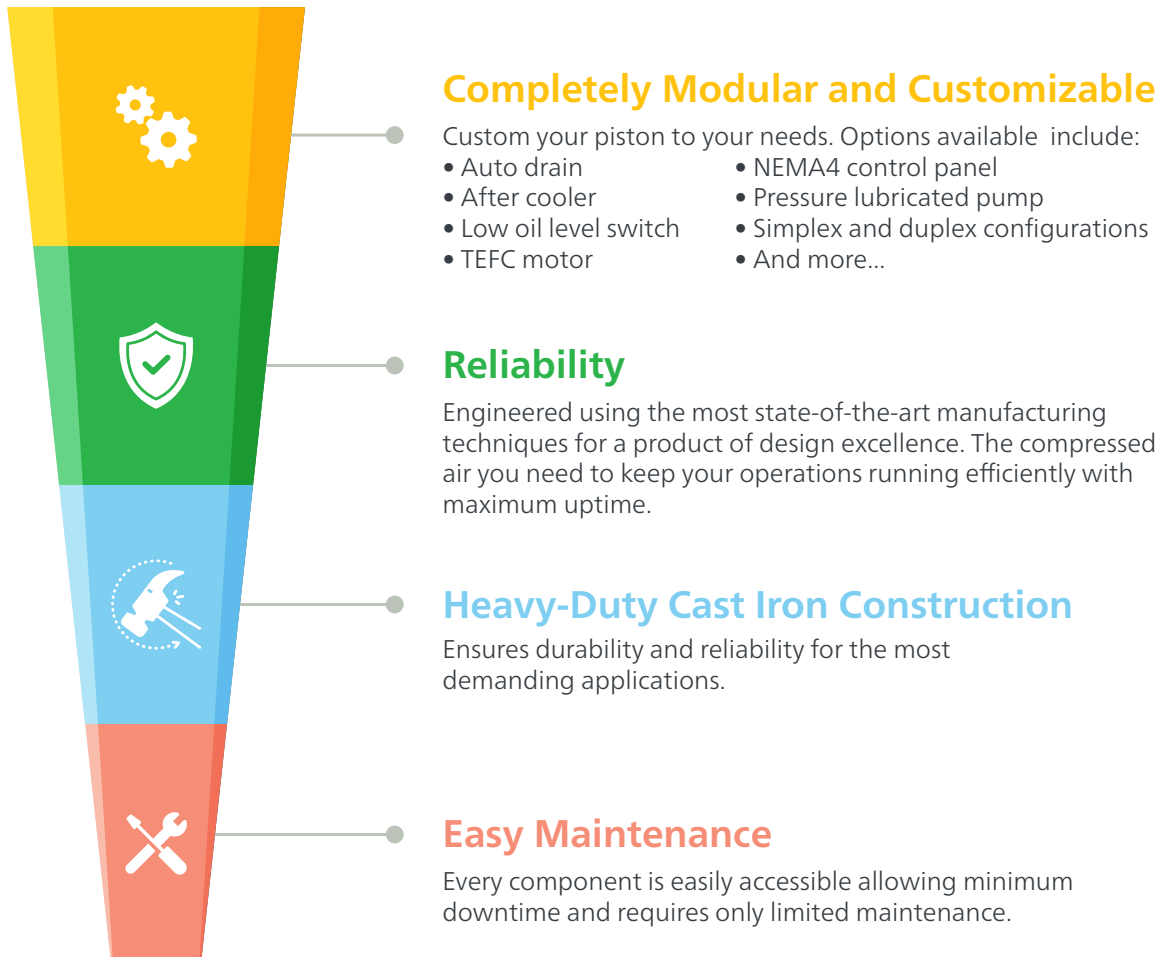 Completely Modular and Customizable
Custom your piston to your needs. Options available include:
• Auto drain
• After cooler
• Low oil level switch
• TEFC motor
• NEMA4 control panel
• Pressure lubricated pump
• Simplex and duplex configurations
• And more...
Reliability
Engineered using the most state-of-the-art manufacturing
techniques for a product of design excellence. The compressed
air you need to keep your operations running efficiently with
maximum uptime.
Heavy-Duty Cast Iron Construction
Ensures durability and reliability for the most
demanding applications.
Easy Maintenance
Every component is easily accessible allowing minimum
downtime and requires only limited maintenance.